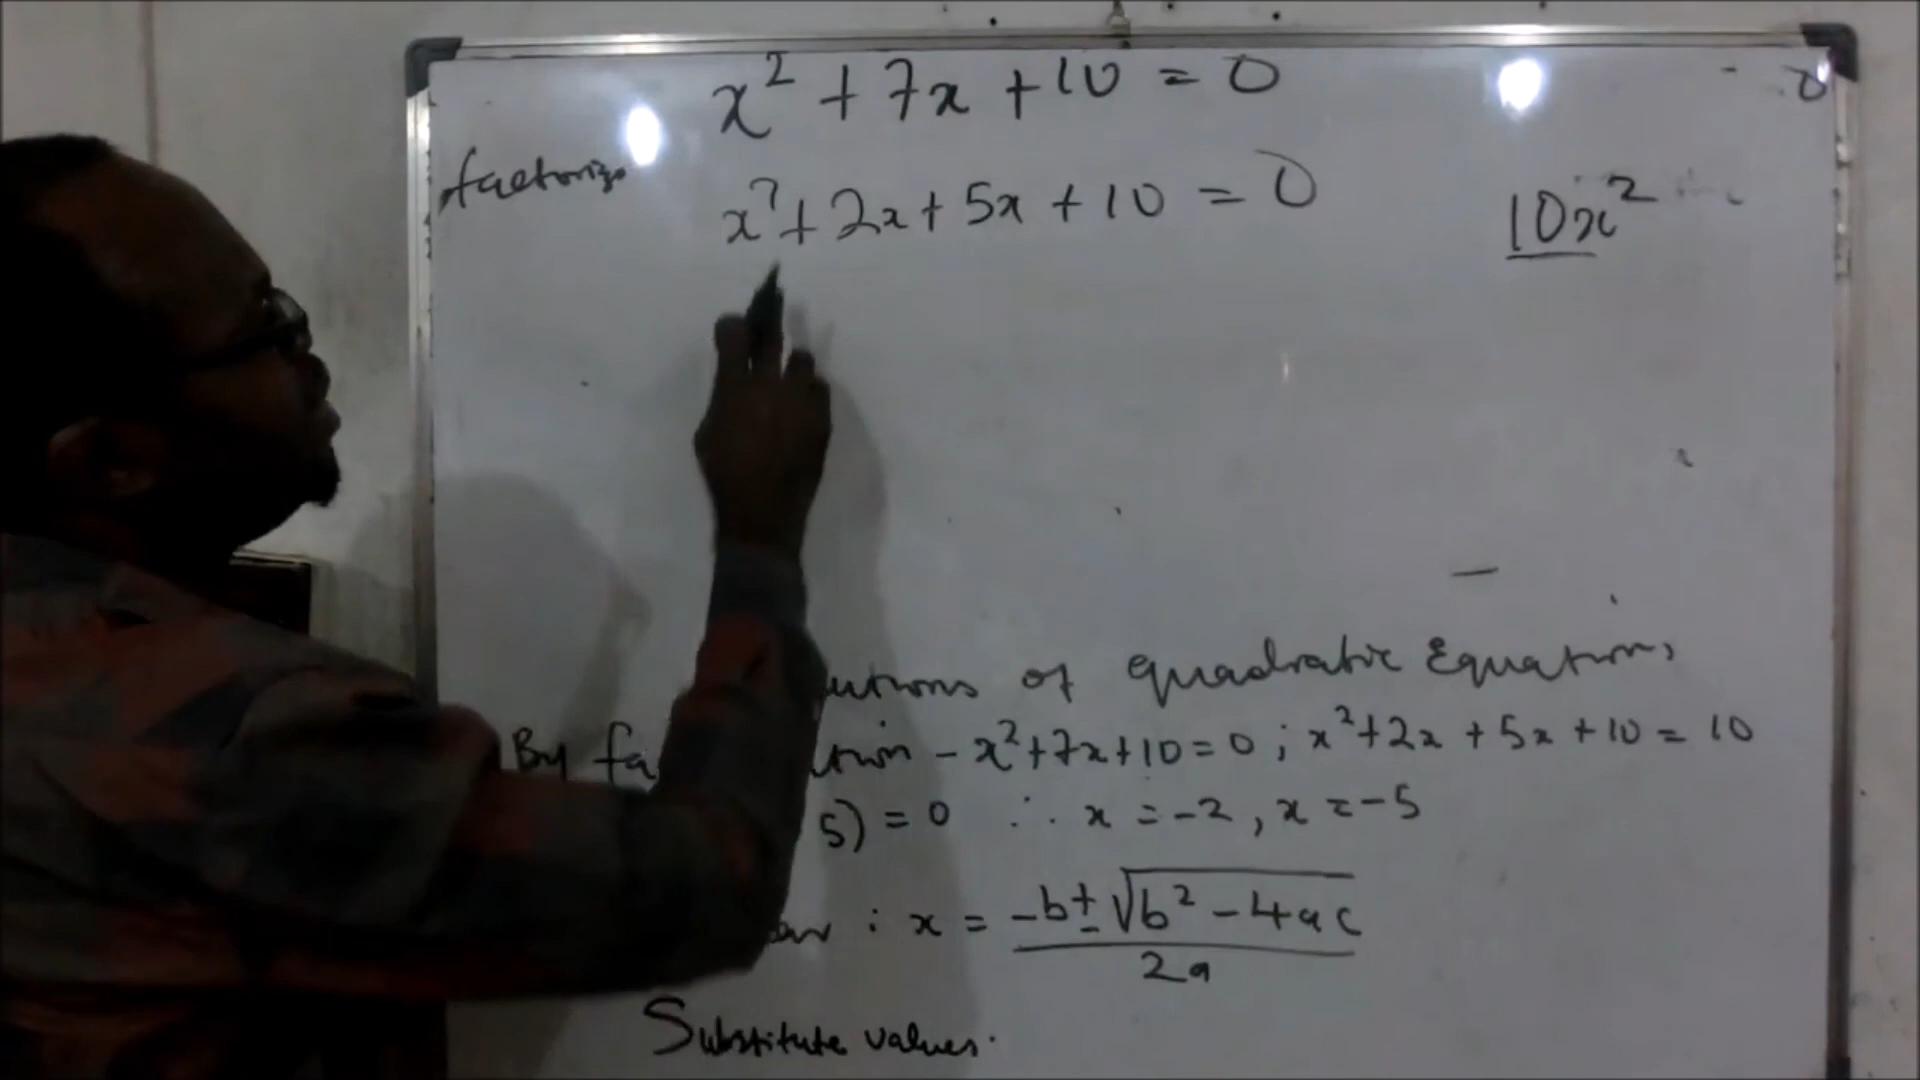 x² + 7x + 10 = 0
factorize
x² + 2x + 5x + 10 = 0
10x²
of quadratic Equations
By - x²+7x+10=0 ; x²+2x + 5x + 10 = 10
5) = 0 ∴ x = -2, x = -5
: x = -b ± √b² - 4ac
2a
Substitute values.